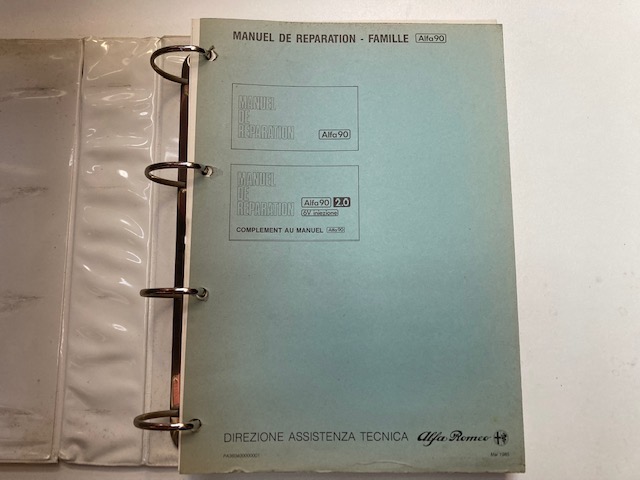 MANUEL DE REPARATION - FAMILLE Alfa90
MANUEL
DE
REPARATION Alfa90
MANUEL
DE
REPARATION Alfa90 2.0
6V iniezione
COMPLEMENT AU MANUEL Alfa90
DIREZIONE ASSISTENZA TECNICA Alfa Romeo